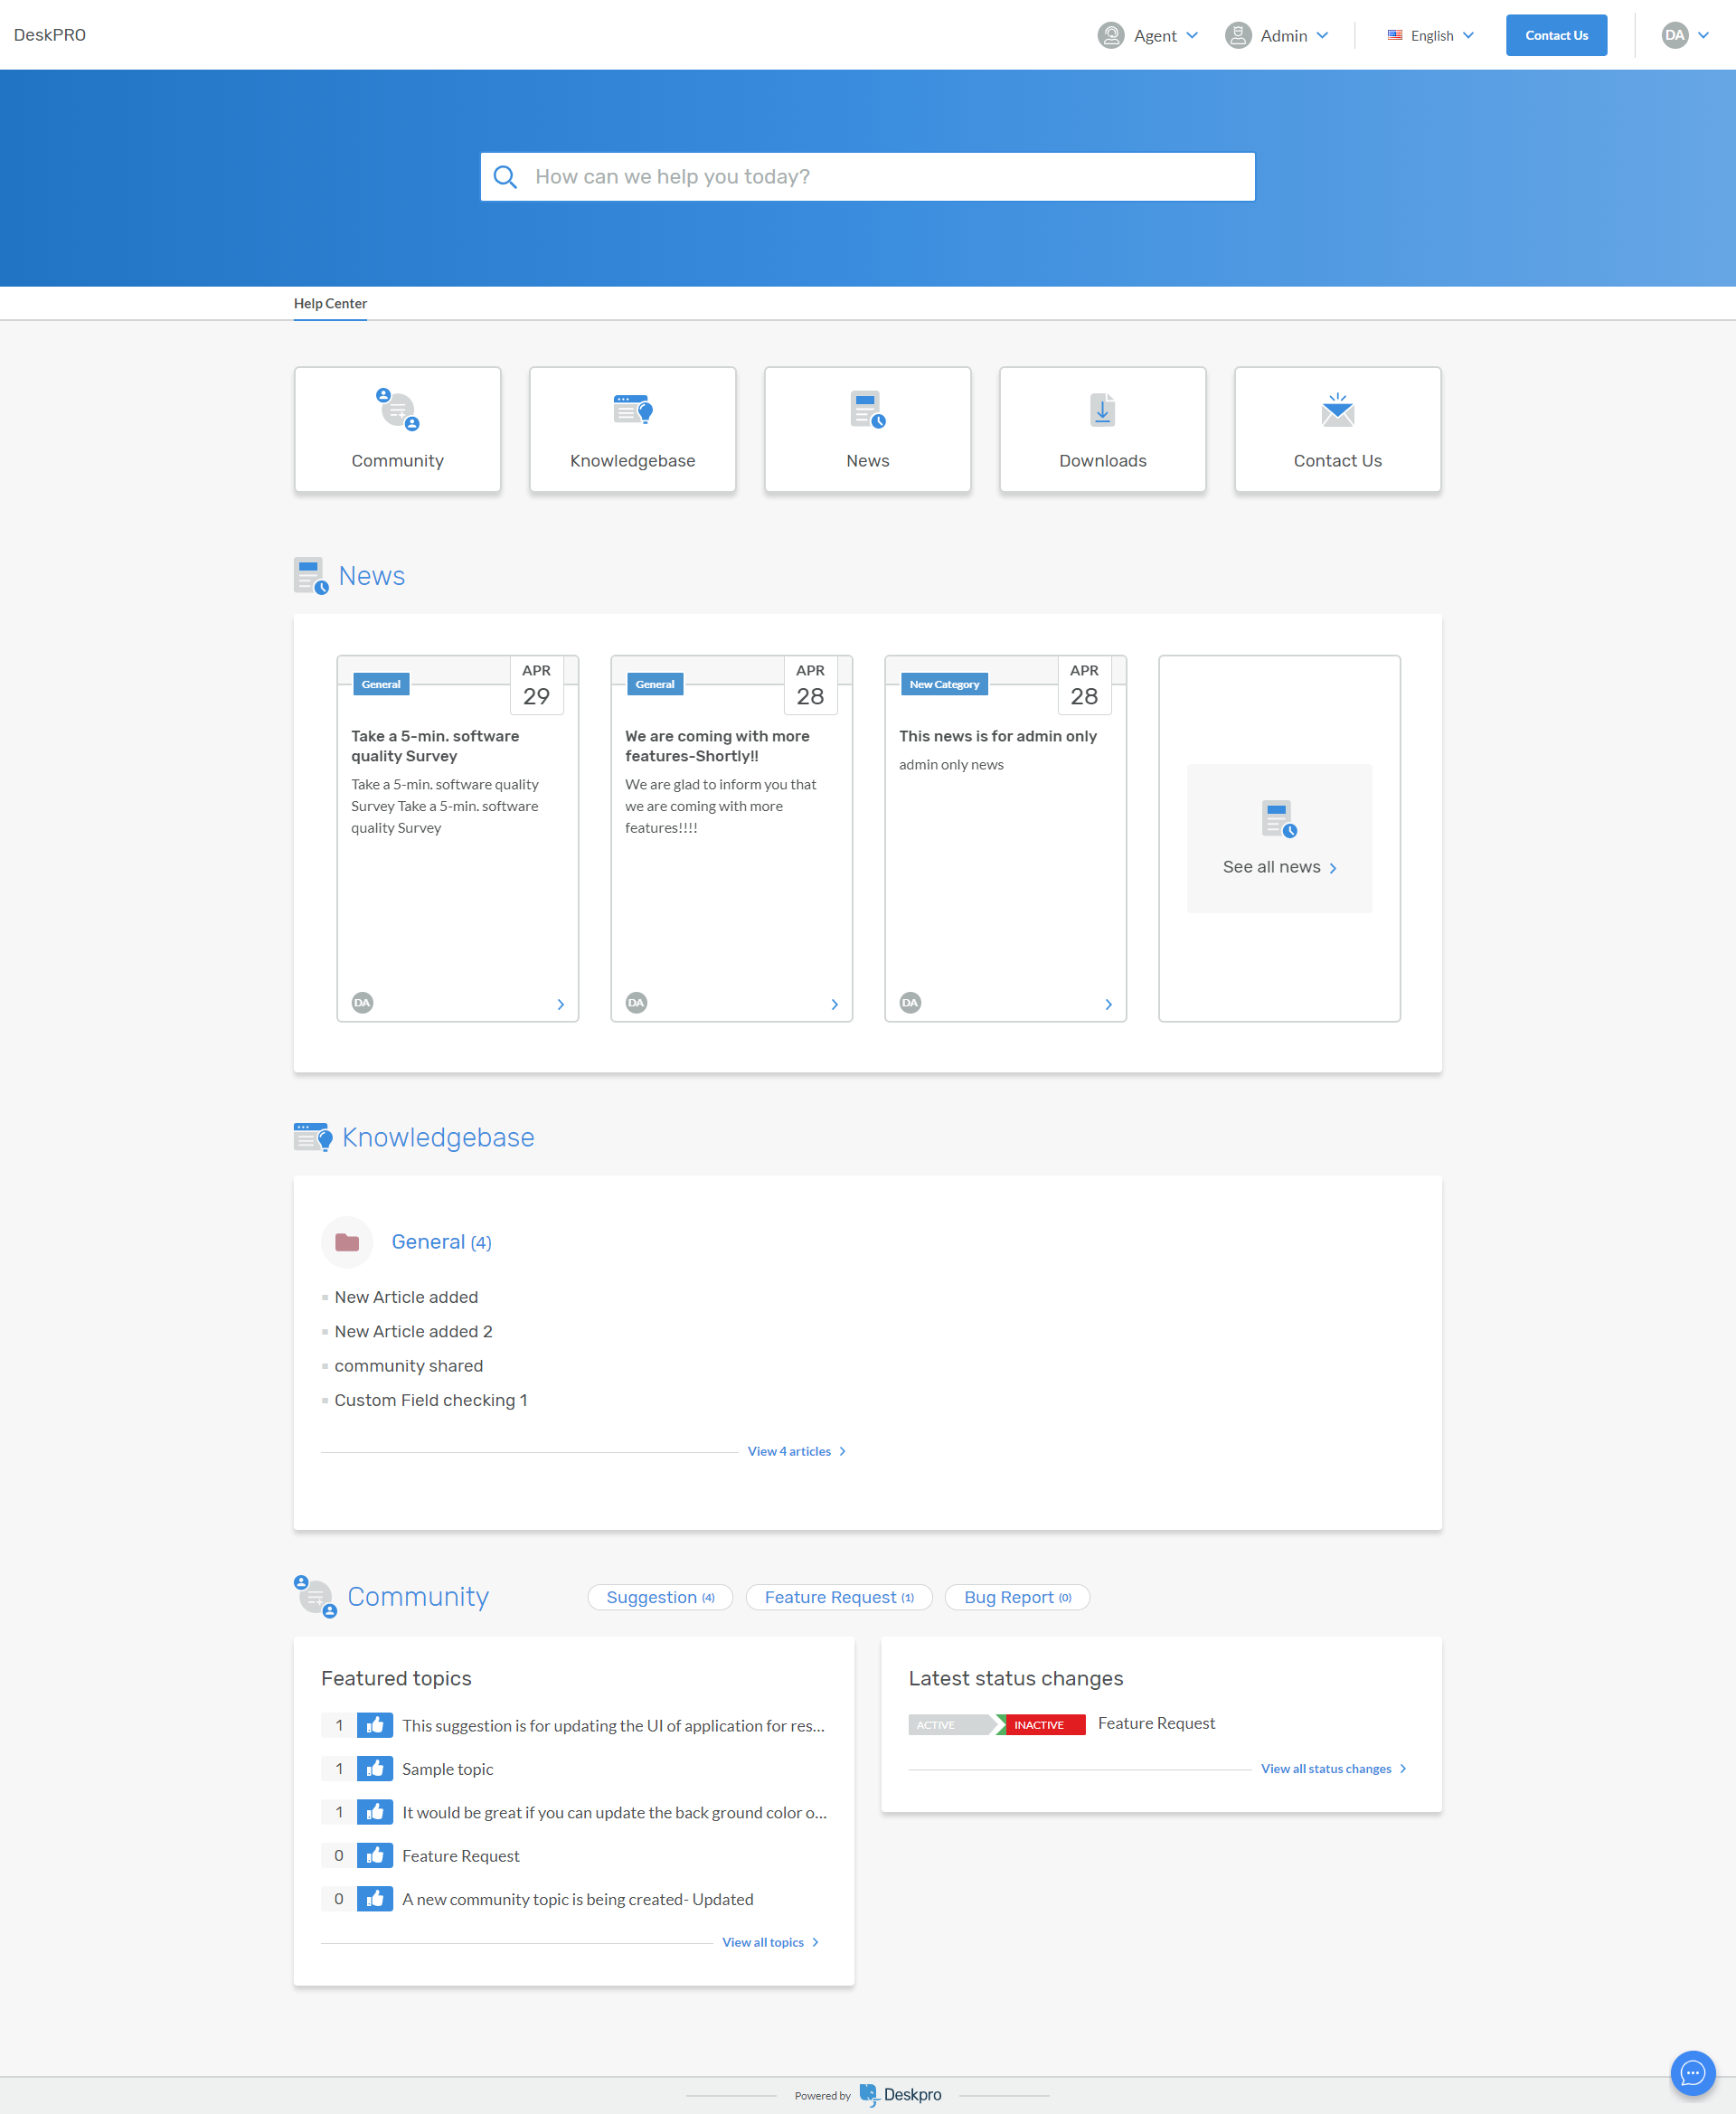 DeskPRO
Agent
Admin
English
Contact Us
DA
How can we help you today?
Help Center
Community
Knowledgebase
News
Downloads
Contact Us
News
General
APR
29
Take a 5-min. software
quality Survey
Take a 5-min. software quality
Survey Take a 5-min. software
quality Survey
DA
General
APR
28
We are coming with more
features-Shortly!!
We are glad to inform you that
we are coming with more
features!!!!
DA
New Category
APR
28
This news is for admin only
admin only news
DA
See all news
Knowledgebase
General (4)
New Article added
New Article added 2
community shared
Custom Field checking 1
View 4 articles
Community
Suggestion (4)
Feature Request (1)
Bug Report (0)
Featured topics
1 This suggestion is for updating the UI of application for res...
1 Sample topic
1 It would be great if you can update the back ground color o...
0 Feature Request
0 A new community topic is being created- Updated
View all topics
Latest status changes
ACTIVE INACTIVE Feature Request
View all status changes
Powered by Deskpro